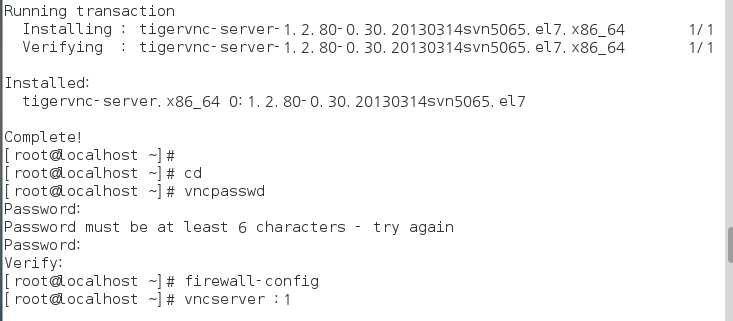 Running transaction
  Installing : tigervnc-server-1.2.80-0.30.20130314svn5065.el7.x86_64        1/1
  Verifying  : tigervnc-server-1.2.80-0.30.20130314svn5065.el7.x86_64        1/1

Installed:
  tigervnc-server.x86_64 0:1.2.80-0.30.20130314svn5065.el7

Complete!
[root@localhost ~]#
[root@localhost ~]# cd
[root@localhost ~]# vncpasswd
Password:
Password must be at least 6 characters - try again
Password:
Verify:
[root@localhost ~]# firewall-config
[root@localhost ~]# vncserver :1